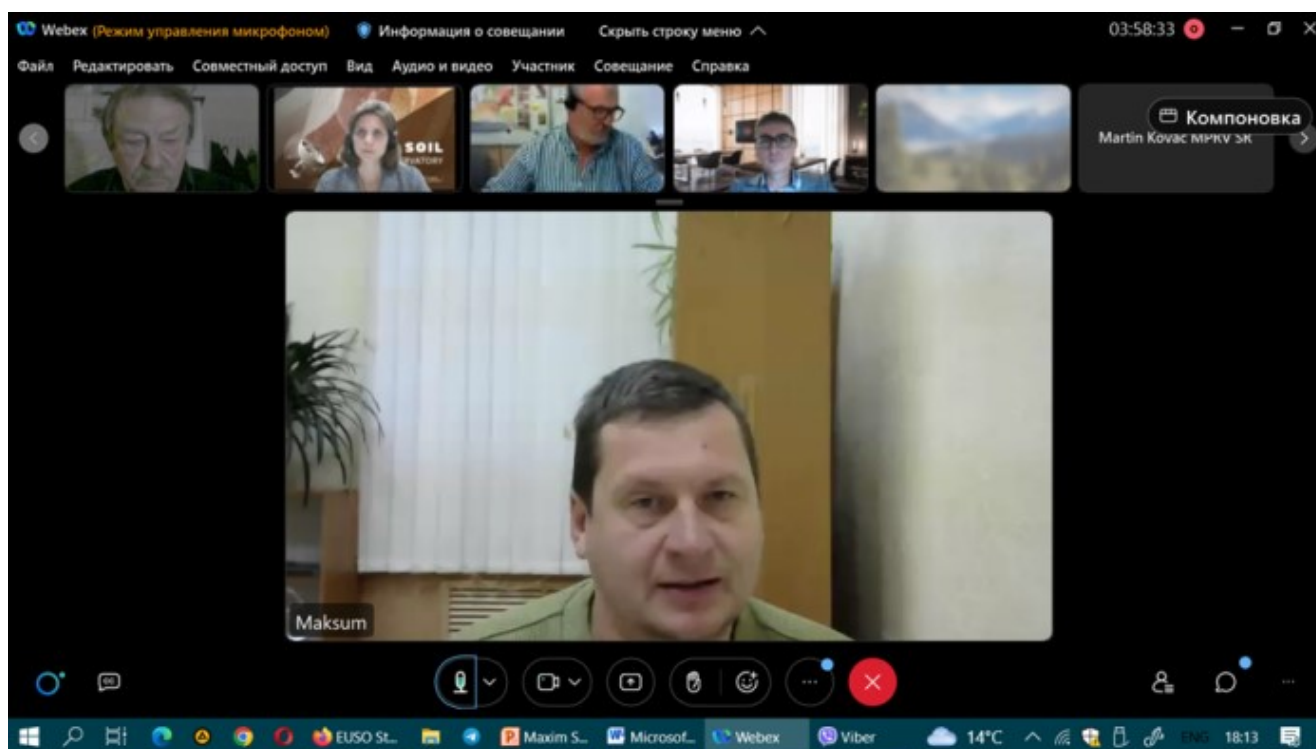 Webex (Режим управления микрофоном) Информация о совещании Скрыть строку меню 03:58:33
Файл Редактировать Совместный доступ Вид Аудио и видео Участник Совещание Справка
Компоновка
SOIL
Martin Kovac MPRV SR
Maksum
EUSO St... Maxim S... Microsof... Webex Viber 14°C ENG 18:13